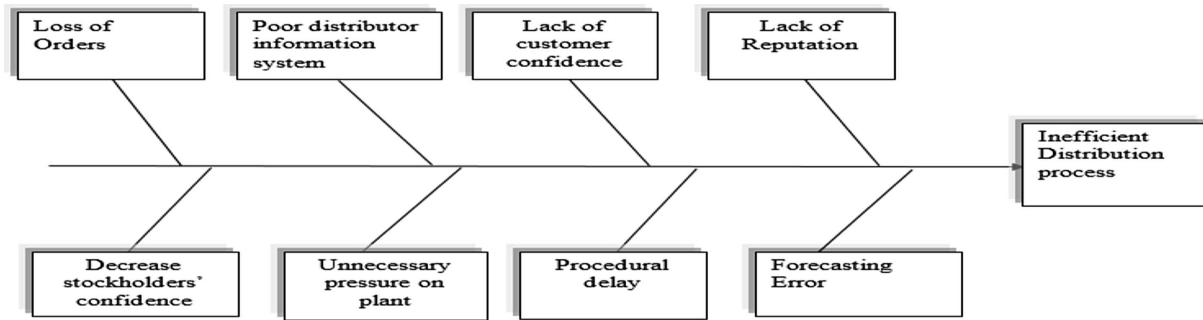 Loss of
Orders
Poor distributor
information
system
Lack of
customer
confidence
Lack of
Reputation
Inefficient
Distribution
process
Decrease
stockholders'
confidence
Unnecessary
pressure on
plant
Procedural
delay
Forecasting
Error